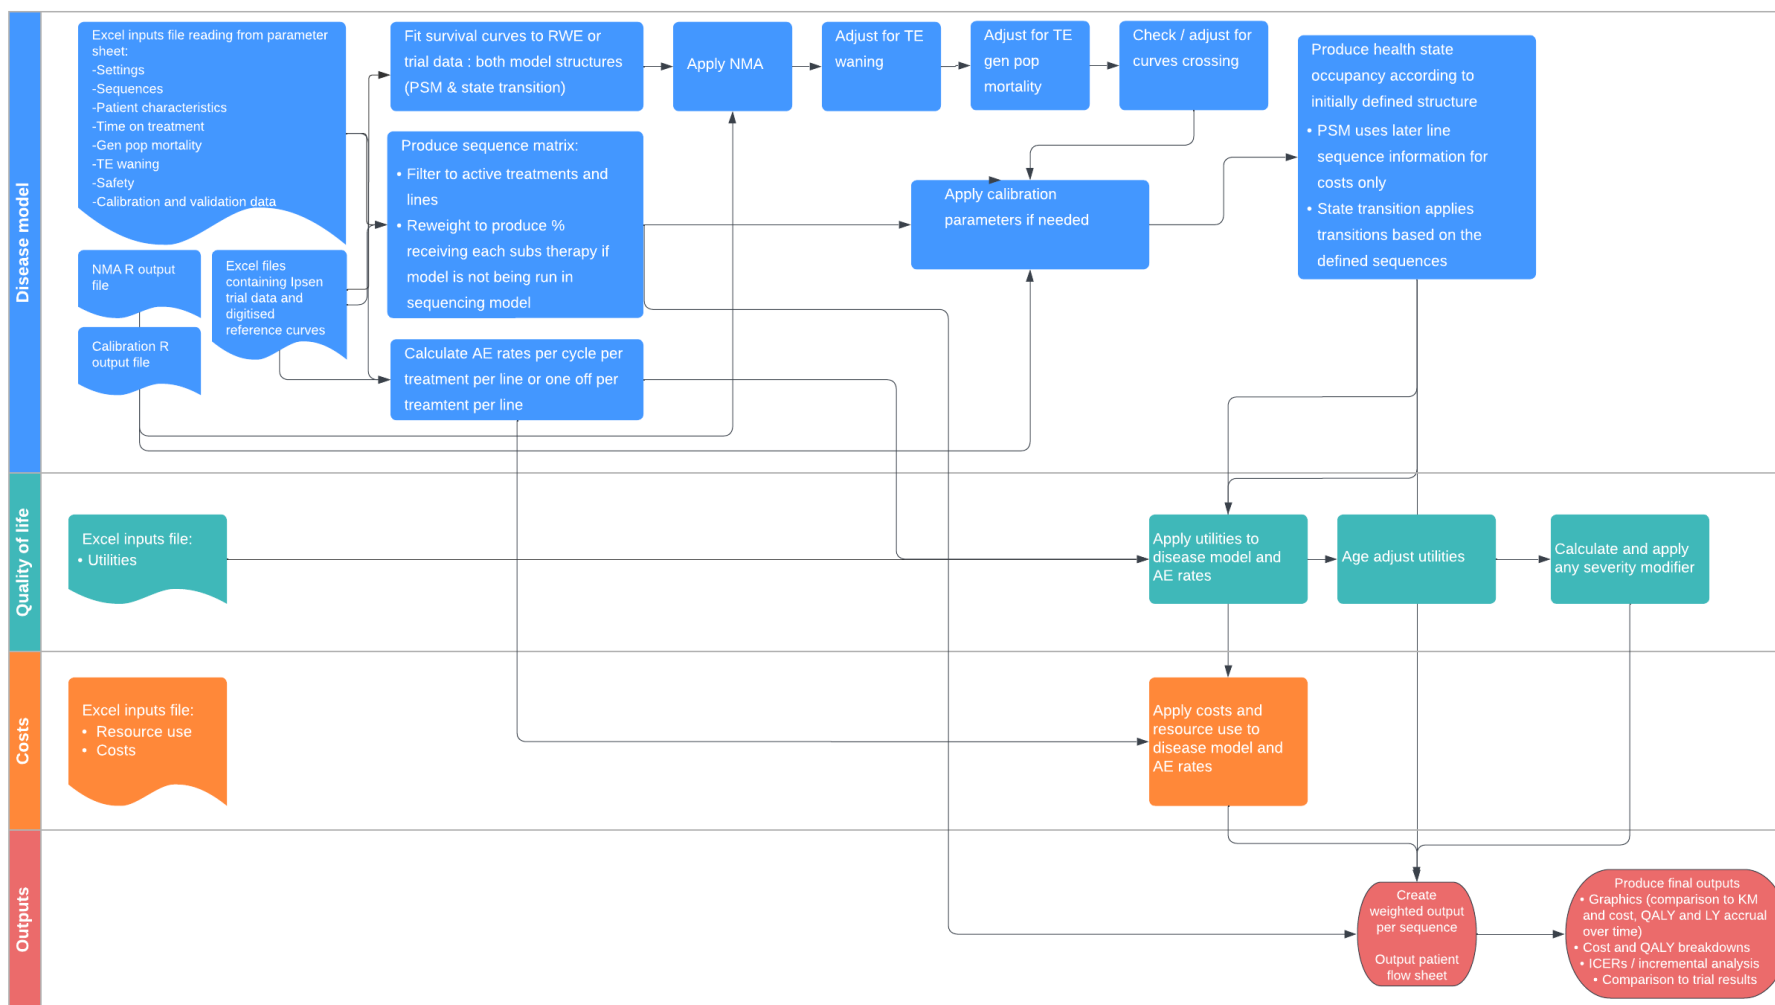 Disease model
Excel inputs file reading from parameter
sheet:
-Settings
-Sequences
-Patient characteristics
-Time on treatment
-Gen pop mortality
-TE waning
-Safety
-Calibration and validation data
NMA R output
file
Calibration R
output file
Excel files
containing Ipsen
trial data and
digitised
reference curves
Fit survival curves to RWE or
trial data : both model structures
(PSM & state transition)
Produce sequence matrix:
• Filter to active treatments and
lines
• Reweight to produce %
receiving each subs therapy if
model is not being run in
sequencing model
Calculate AE rates per cycle per
treatment per line or one off per
treamtent per line
Apply NMA
Adjust for TE
waning
Adjust for TE
gen pop
mortality
Check / adjust for
curves crossing
Apply calibration
parameters if needed
Produce health state
occupancy according to
initially defined structure
• PSM uses later line
sequence information for
costs only
• State transition applies
transitions based on the
defined sequences
Quality of life
Excel inputs file:
• Utilities
Apply utilities to
disease model and
AE rates
Age adjust utilities
Calculate and apply
any severity modifier
Costs
Excel inputs file:
• Resource use
• Costs
Apply costs and
resource use to
disease model and
AE rates
Outputs
Create
weighted output
per sequence
Output patient
flow sheet
Produce final outputs
• Graphics (comparison to KM
and cost, QALY and LY accrual
over time)
• Cost and QALY breakdowns
• ICERs / incremental analysis
• Comparison to trial results